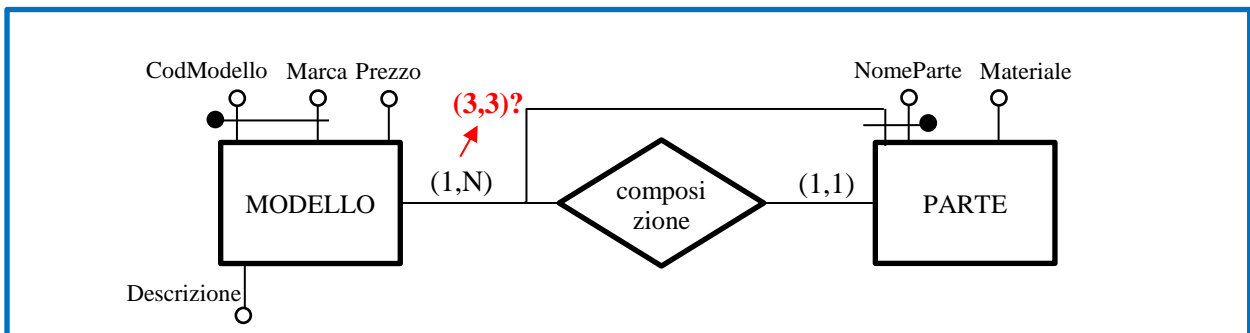 CodModello Marca Prezzo
NomeParte Materiale
(3,3)?
(1,N)
(1,1)
MODELLO
composi
zione
PARTE
Descrizione